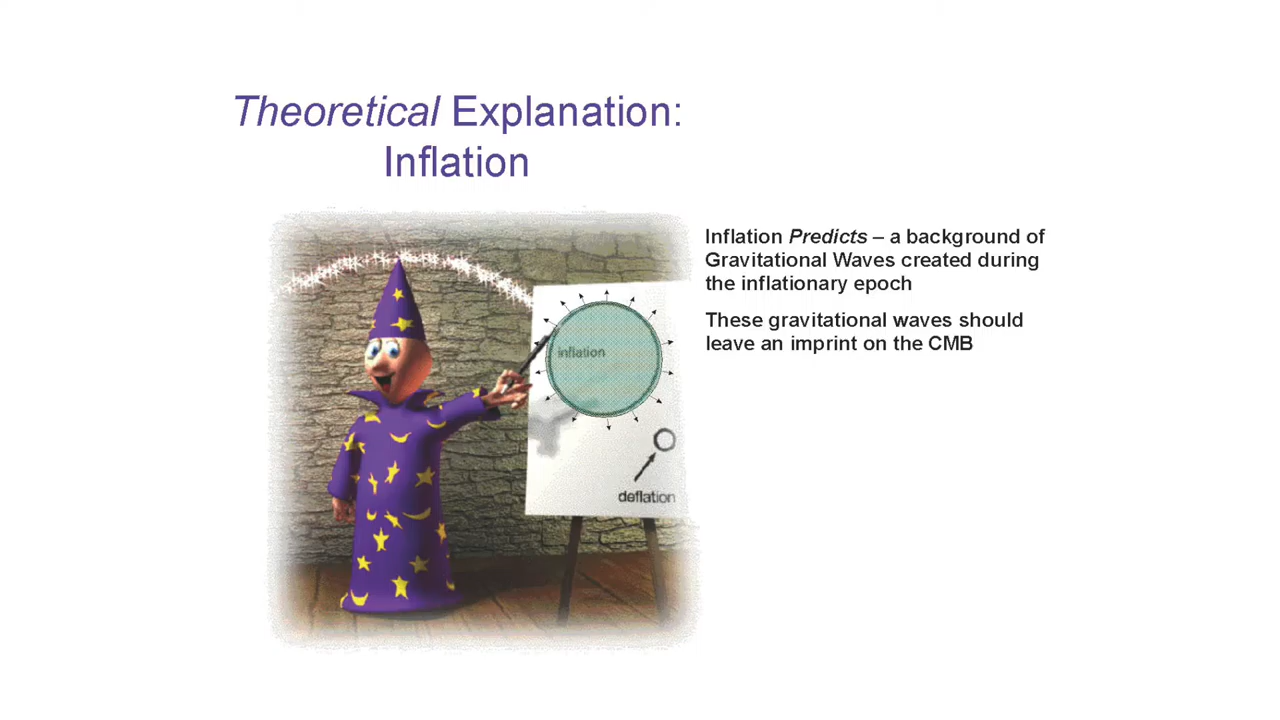 Theoretical Explanation:
Inflation
Inflation Predicts – a background of
Gravitational Waves created during
the inflationary epoch
These gravitational waves should
leave an imprint on the CMB
inflation
deflation